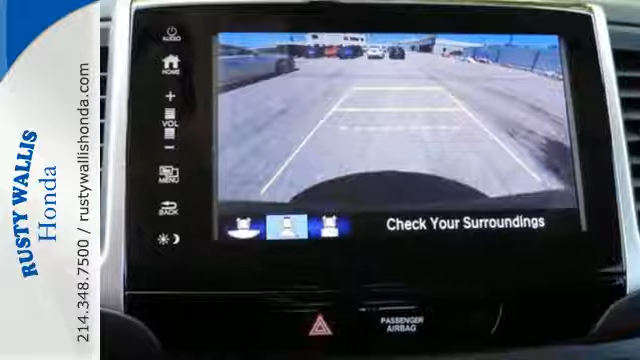 RUSTY WALLIS
Honda
214.348.7500 / rustywallishonda.com
AUDIO
HOME
+
VOL
-
MENU
BACK
Check Your Surroundings
PASSENGER
AIRBAG